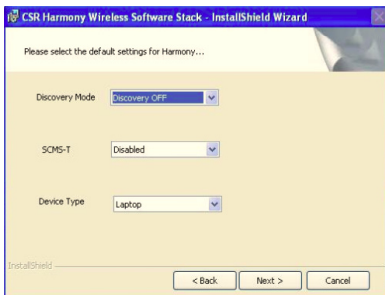 CSR Harmony Wireless Software Stack - InstallShield Wizard
Please select the default settings for Harmony...
Discovery Mode Discovery OFF
SCMS-T Disabled
Device Type Laptop
InstallShield
< Back Next > Cancel